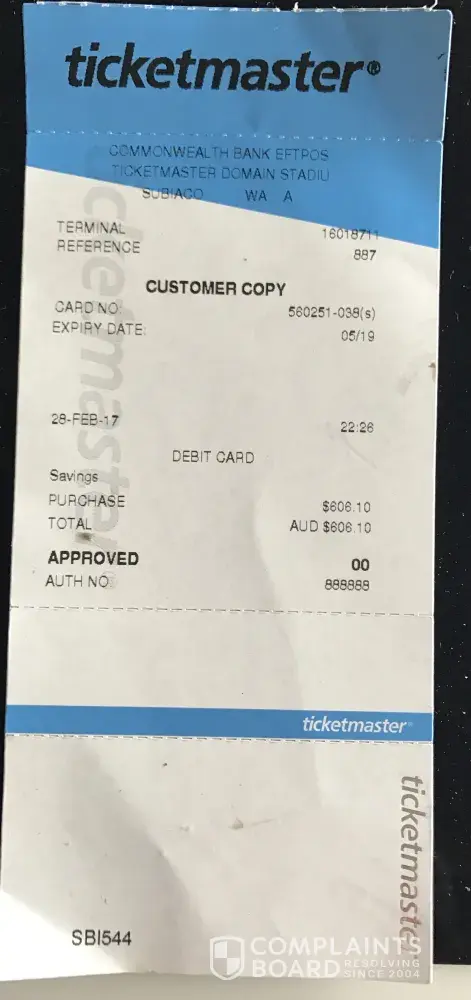 ticketmaster®
COMMONWEALTH BANK EFTPOS
TICKETMASTER DOMAIN STADIU
SUBIACO WA A
TERMINAL 16018711
REFERENCE 887
CUSTOMER COPY
CARD NO: 560251-038(s)
EXPIRY DATE: 05/19
28-FEB-17 22:26
DEBIT CARD
Savings
PURCHASE $606.10
TOTAL AUD $606.10
APPROVED 00
AUTH NO 888888
ticketmaster
ticketmaster
ticketmaste
SBI544
COMPLAINTS
BOARD RESOLVING
SINCE 2004